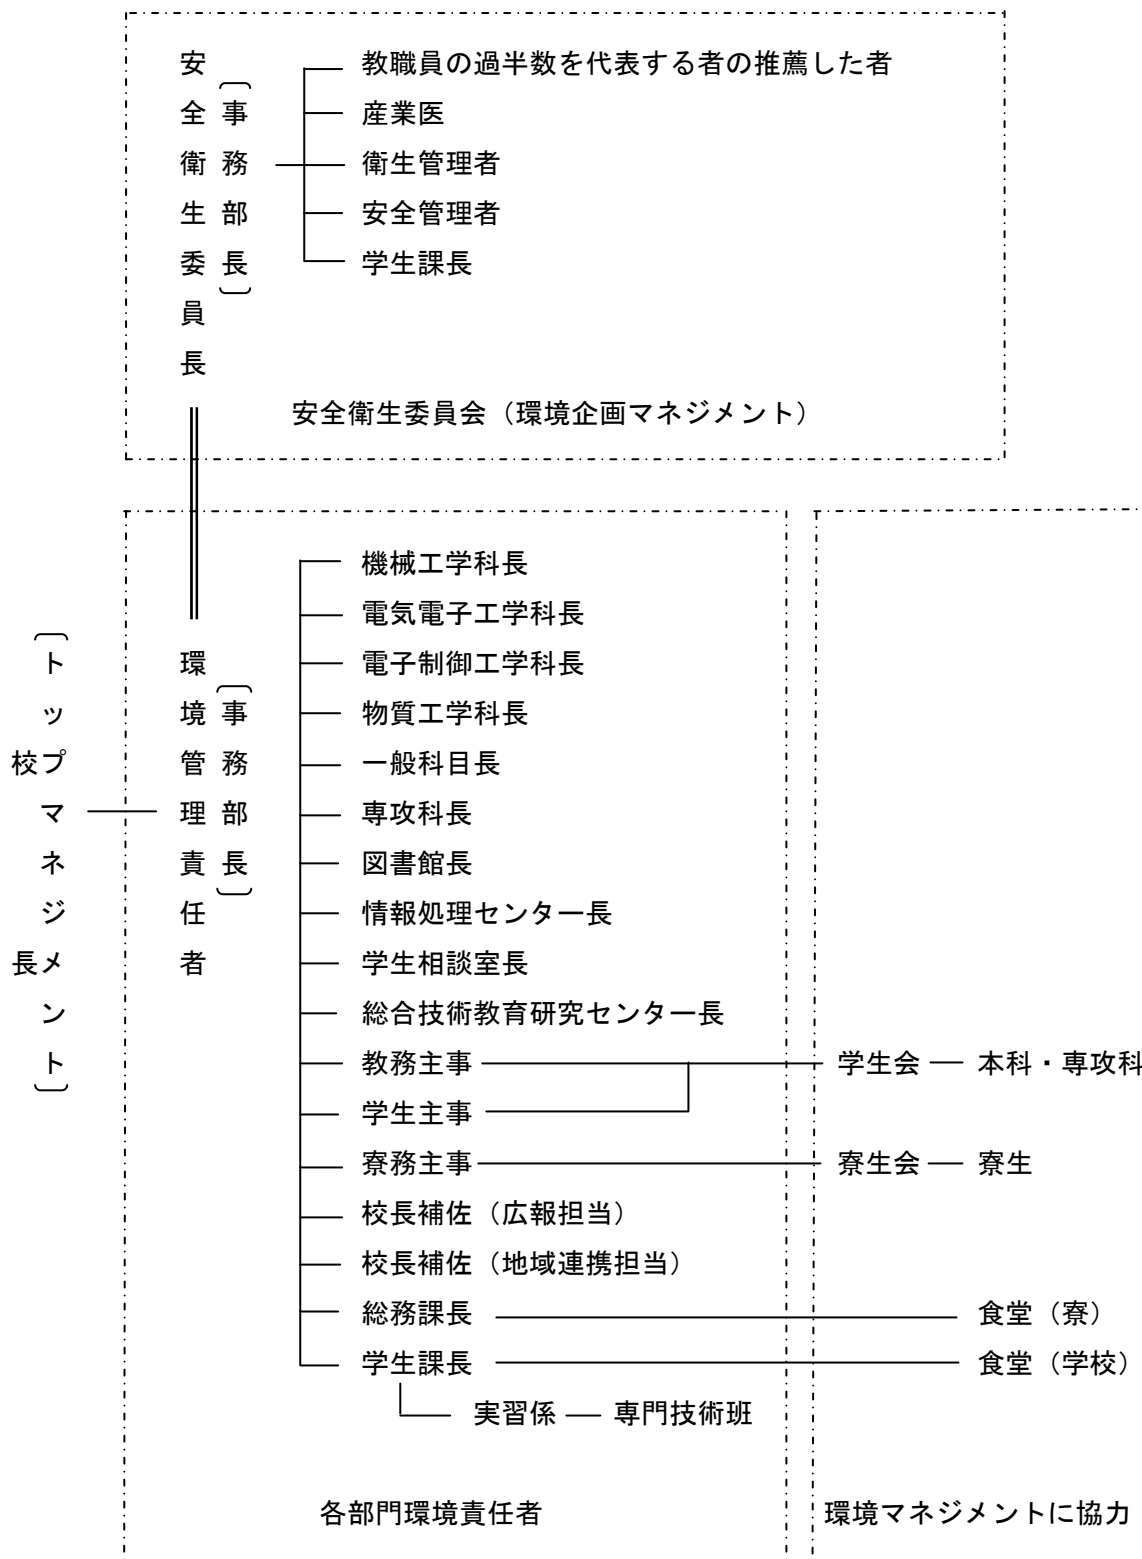 安全衛生委員長
〔事務部長〕
教職員の過半数を代表する者の推薦した者
産業医
衛生管理者
安全管理者
学生課長
安全衛生委員会（環境企画マネジメント）
校長
〔トップマネジメント〕
環境管理責任者
〔事務部長〕
機械工学科長
電気電子工学科長
電子制御工学科長
物質工学科長
一般科目長
専攻科長
図書館長
情報処理センター長
学生相談室長
総合技術教育研究センター長
教務主事 学生会 本科・専攻科
学生主事
寮務主事 寮生会 寮生
校長補佐（広報担当）
校長補佐（地域連携担当）
総務課長 食堂（寮）
学生課長 食堂（学校）
実習係 専門技術班
各部門環境責任者 環境マネジメントに協力